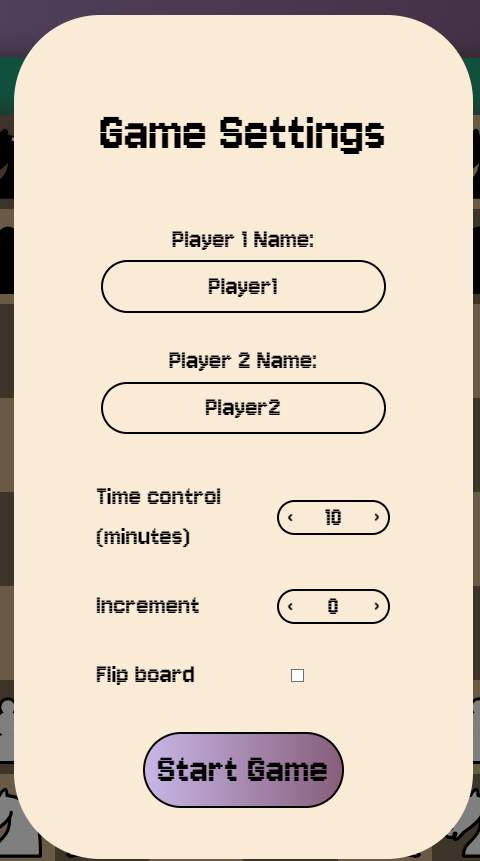 Game Settings
Player 1 Name:
Player1
Player 2 Name:
Player2
Time control
(minutes)
‹ 10 ›
Increment
‹ 0 ›
Flip board
Start Game